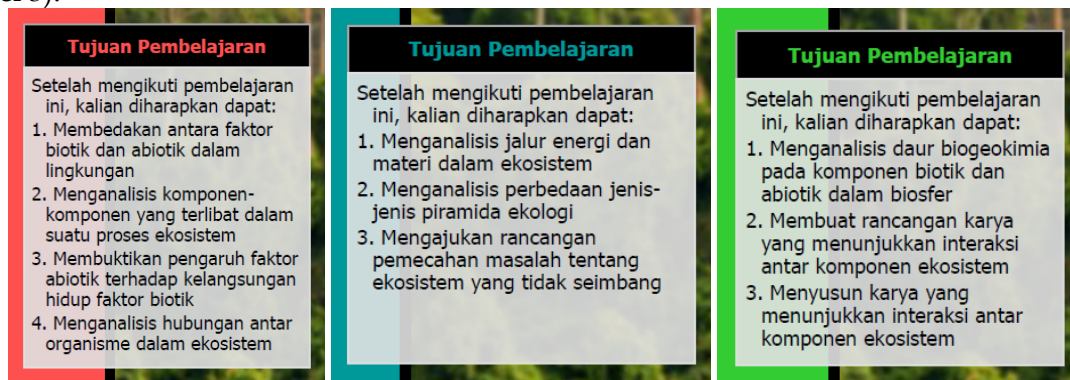 Tujuan Pembelajaran
Setelah mengikuti pembelajaran
ini, kalian diharapkan dapat:
1. Membedakan antara faktor
biotik dan abiotik dalam
lingkungan
2. Menganalisis komponen-
komponen yang terlibat dalam
suatu proses ekosistem
3. Membuktikan pengaruh faktor
abiotik terhadap kelangsungan
hidup faktor biotik
4. Menganalisis hubungan antar
organisme dalam ekosistem
Tujuan Pembelajaran
Setelah mengikuti pembelajaran
ini, kalian diharapkan dapat:
1. Menganalisis jalur energi dan
materi dalam ekosistem
2. Menganalisis perbedaan jenis-
jenis piramida ekologi
3. Mengajukan rancangan
pemecahan masalah tentang
ekosistem yang tidak seimbang
Tujuan Pembelajaran
Setelah mengikuti pembelajaran
ini, kalian diharapkan dapat:
1. Menganalisis daur biogeokimia
pada komponen biotik dan
abiotik dalam biosfer
2. Membuat rancangan karya
yang menunjukkan interaksi
antar komponen ekosistem
3. Menyusun karya yang
menunjukkan interaksi antar
komponen ekosistem